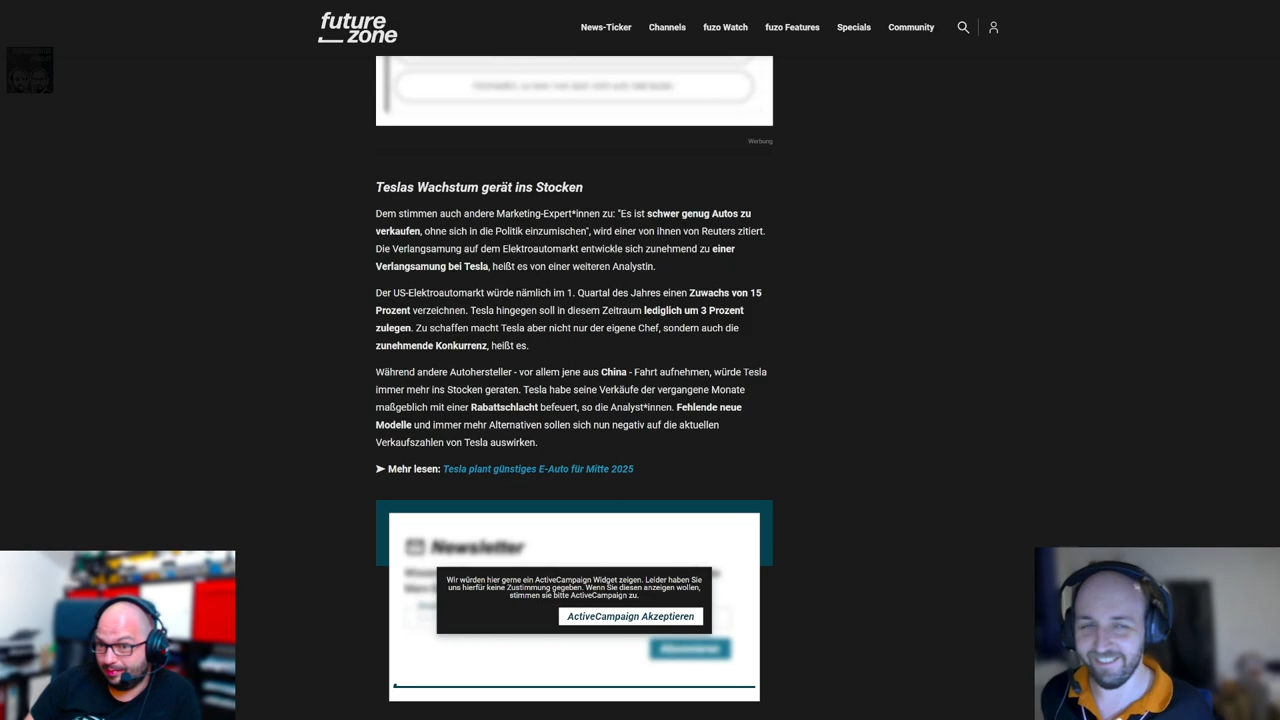 future
zone
News-Ticker Channels fuzo Watch fuzo Features Specials Community
Werbung
Teslas Wachstum gerät ins Stocken
Dem stimmen auch andere Marketing-Expert*innen zu: "Es ist schwer genug Autos zu
verkaufen, ohne sich in die Politik einzumischen", wird einer von ihnen von Reuters zitiert.
Die Verlangsamung auf dem Elektroautomarkt entwickle sich zunehmend zu einer
Verlangsamung bei Tesla, heißt es von einer weiteren Analystin.
Der US-Elektroautomarkt würde nämlich im 1. Quartal des Jahres einen Zuwachs von 15
Prozent verzeichnen. Tesla hingegen soll in diesem Zeitraum lediglich um 3 Prozent
zulegen. Zu schaffen macht Tesla aber nicht nur der eigene Chef, sondern auch die
zunehmende Konkurrenz, heißt es.
Während andere Autohersteller - vor allem jene aus China - Fahrt aufnehmen, würde Tesla
immer mehr ins Stocken geraten. Tesla habe seine Verkäufe der vergangene Monate
maßgeblich mit einer Rabattschlacht befeuert, so die Analyst*innen. Fehlende neue
Modelle und immer mehr Alternativen sollen sich nun negativ auf die aktuellen
Verkaufszahlen von Tesla auswirken.
➤ Mehr lesen: Tesla plant günstiges E-Auto für Mitte 2025
Newsletter
Wir würden hier gerne ein ActiveCampaign Widget zeigen. Leider haben Sie
uns hierfür keine Zustimmung gegeben. Wenn Sie diesen anzeigen wollen,
stimmen sie bitte ActiveCampaign zu.
ActiveCampaign Akzeptieren